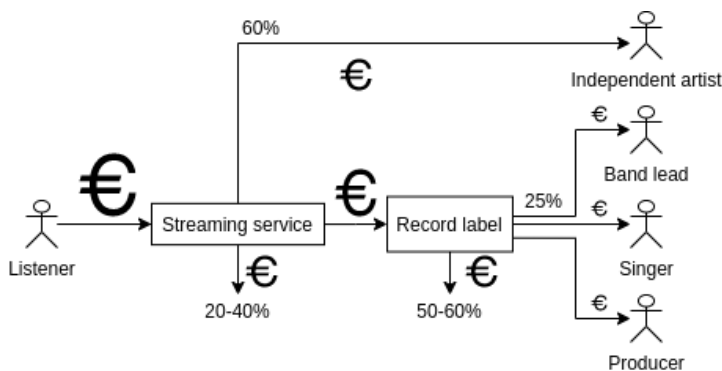 60%
€
Independent artist
€
Band lead
€
€
25%
€
Streaming service
Record label
Listener
Singer
€
€
20-40%
50-60%
€
Producer